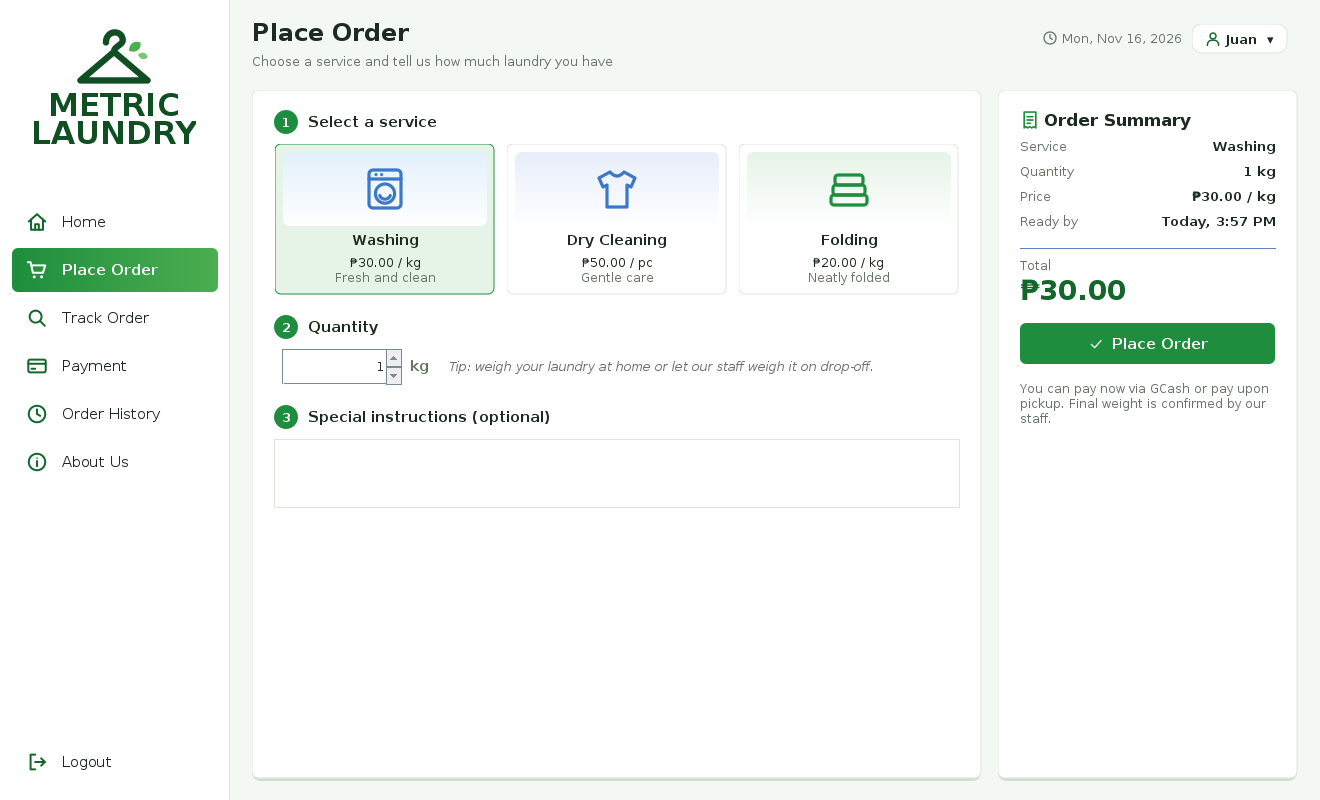 METRIC
LAUNDRY
Home
Place Order
Track Order
Payment
Order History
About Us
Logout
Place Order
Choose a service and tell us how much laundry you have
Mon, Nov 16, 2026
Juan ▾
1 Select a service
Washing
₱30.00 / kg
Fresh and clean
Dry Cleaning
₱50.00 / pc
Gentle care
Folding
₱20.00 / kg
Neatly folded
2 Quantity
1 kg Tip: weigh your laundry at home or let our staff weigh it on drop-off.
3 Special instructions (optional)
Order Summary
Service Washing
Quantity 1 kg
Price ₱30.00 / kg
Ready by Today, 3:57 PM
Total
₱30.00
✓ Place Order
You can pay now via GCash or pay upon
pickup. Final weight is confirmed by our
staff.